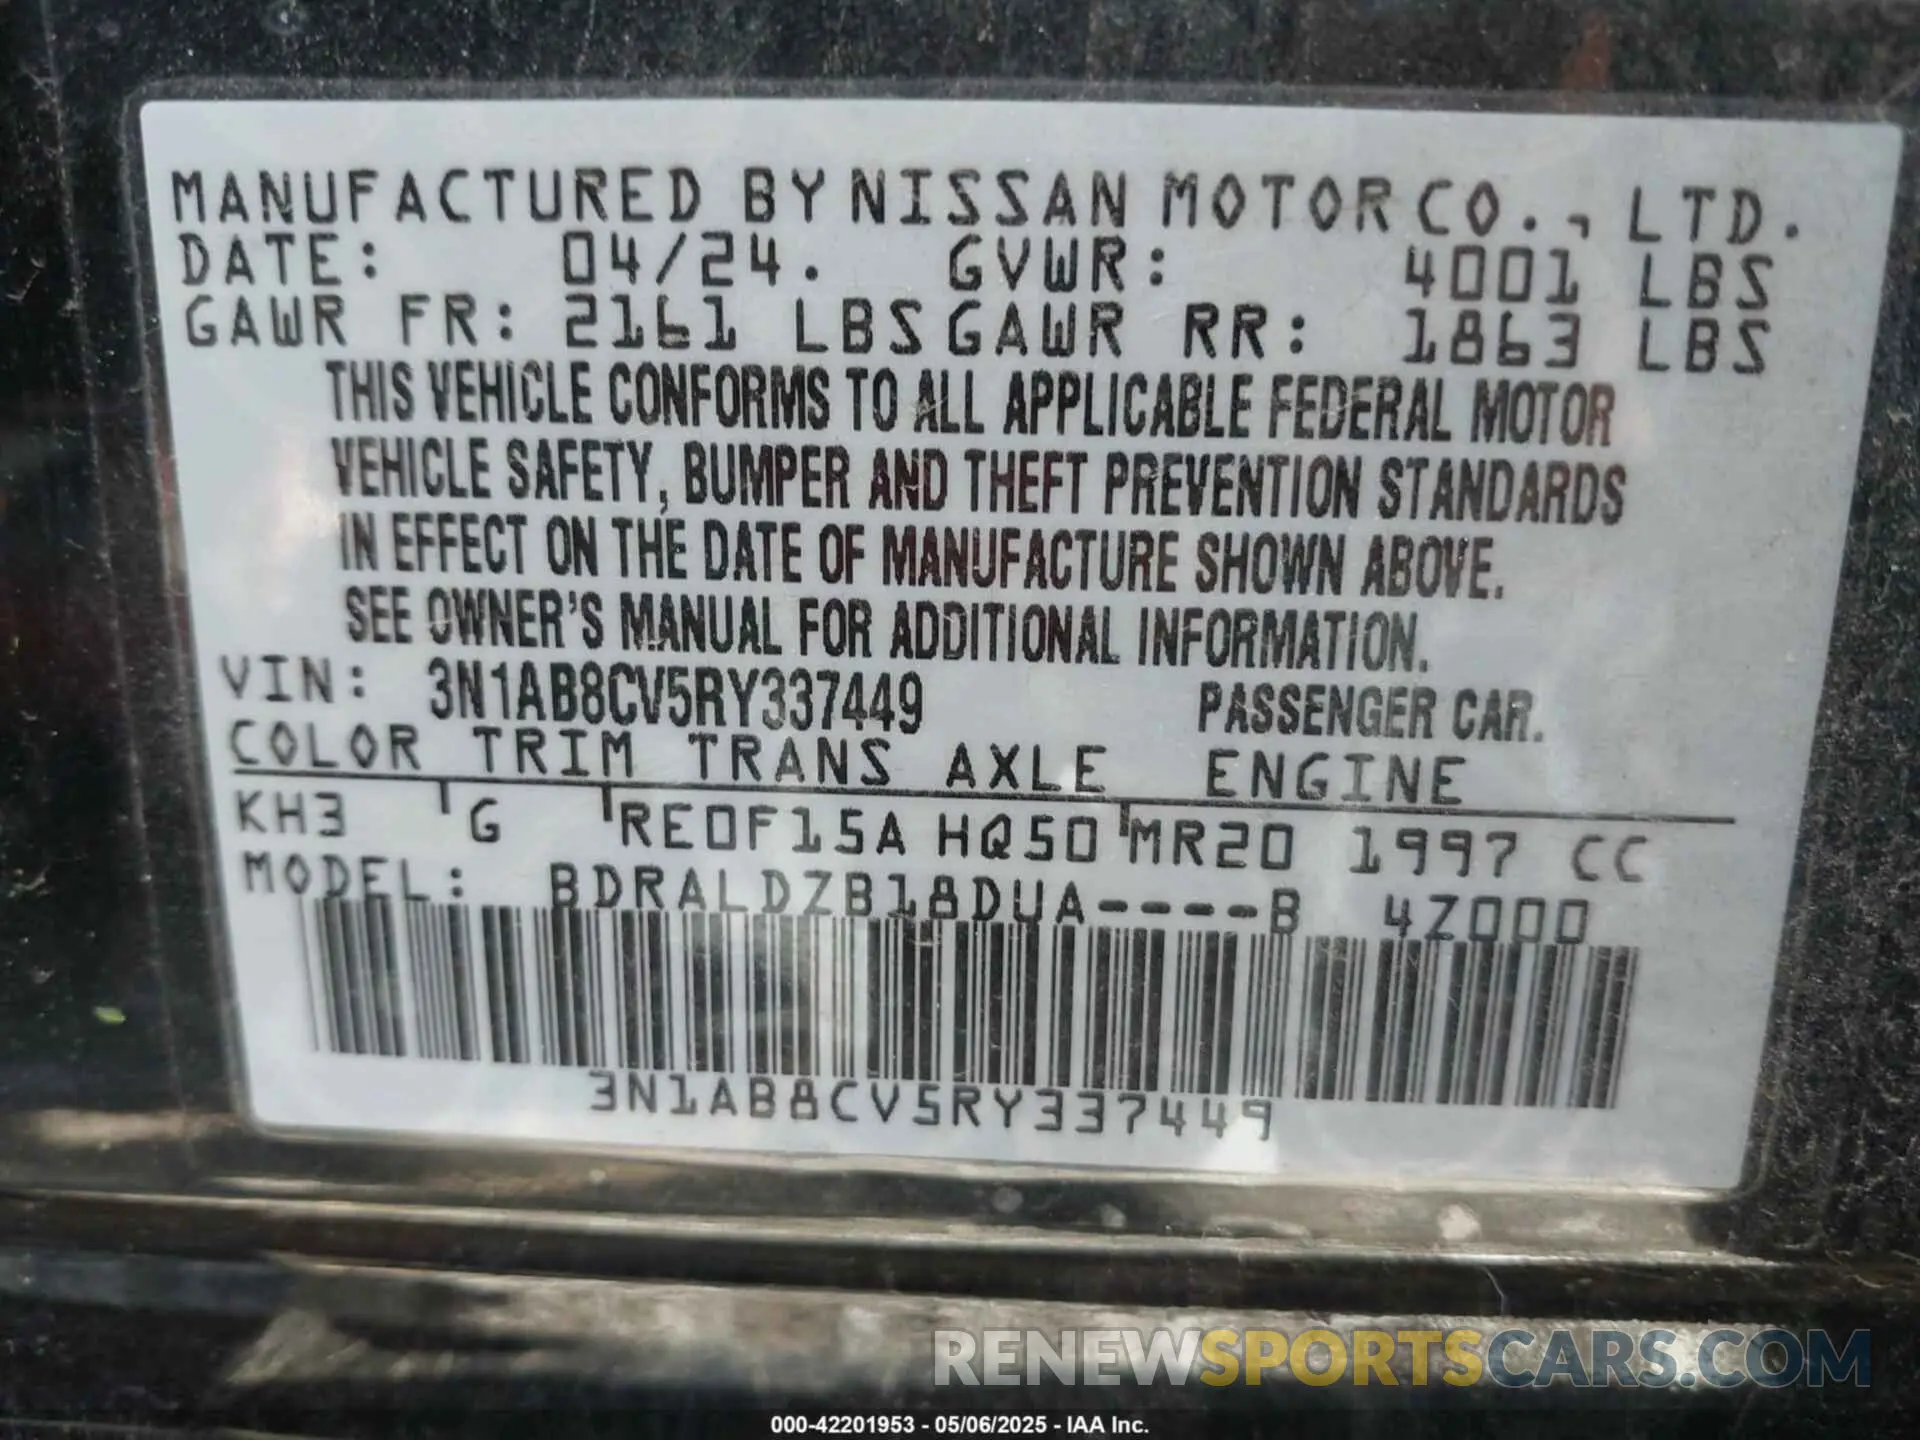 MANUFACTURED BY NISSAN MOTOR CO., LTD.
DATE: 04/24. GVWR: 4001 LBS
GAWR FR: 2161 LBS GAWR RR: 1863 LBS
THIS VEHICLE CONFORMS TO ALL APPLICABLE FEDERAL MOTOR
VEHICLE SAFETY, BUMPER AND THEFT PREVENTION STANDARDS
IN EFFECT ON THE DATE OF MANUFACTURE SHOWN ABOVE.
SEE OWNER'S MANUAL FOR ADDITIONAL INFORMATION.
VIN: 3N1AB8CV5RY337449 PASSENGER CAR.
COLOR TRIM TRANS AXLE ENGINE
KH3 G RE0F15A HQ50 MR20 1997 CC
MODEL: BDRALDZB18DUA----B 4Z000
3N1AB8CV5RY337449
RENEWSPORTSCARS.COM
000-42201953 - 05/06/2025 - IAA Inc.